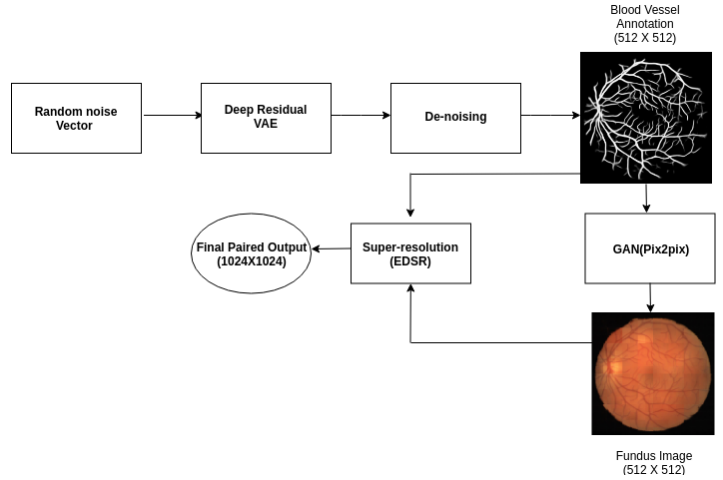 Blood Vessel
Annotation
(512 X 512)
Random noise
Vector
Deep Residual
VAE
De-noising
Final Paired Output
(1024X1024)
Super-resolution
(EDSR)
GAN(Pix2pix)
Fundus Image
(512 X 512)